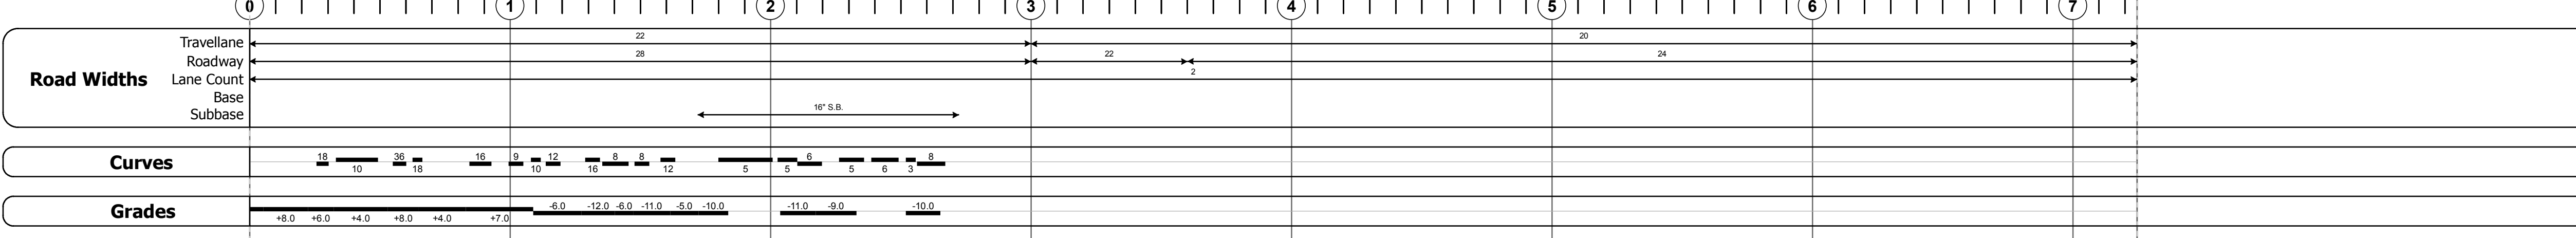 0 1 2 3 4 5 6 7
Travellane 22 20
Roadway 28 22 24
Road Widths
Lane Count 2
Base
Subbase 16" S.B.
18 36 16 9 12 8 8 6 8
Curves
10 18 10 16 12 5 5 5 6 3
-6.0 -12.0 -6.0 -11.0 -5.0 -10.0 -11.0 -9.0 -10.0
Grades
+8.0 +6.0 +4.0 +8.0 +4.0 +7.0